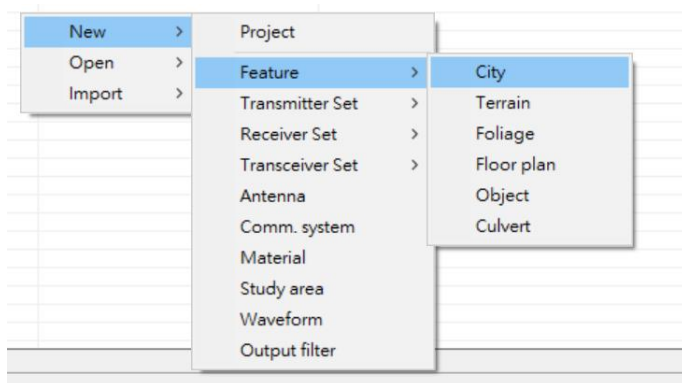 New >
Open >
Import >
Project
Feature >
Transmitter Set >
Receiver Set >
Transceiver Set >
Antenna
Comm. system
Material
Study area
Waveform
Output filter
City
Terrain
Foliage
Floor plan
Object
Culvert